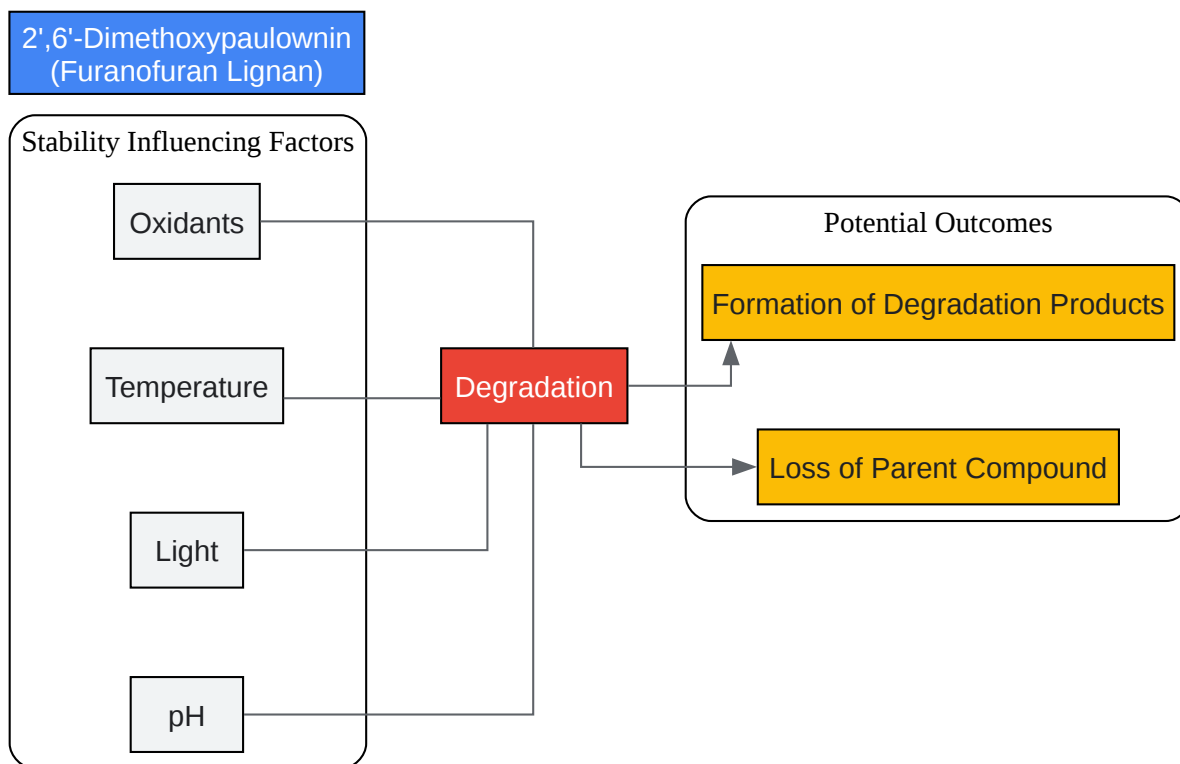 2',6'-Dimethoxypaulownin
(Furanofuran Lignan)
Stability Influencing Factors
Oxidants
Temperature
Light
pH
Degradation
Potential Outcomes
Formation of Degradation Products
Loss of Parent Compound